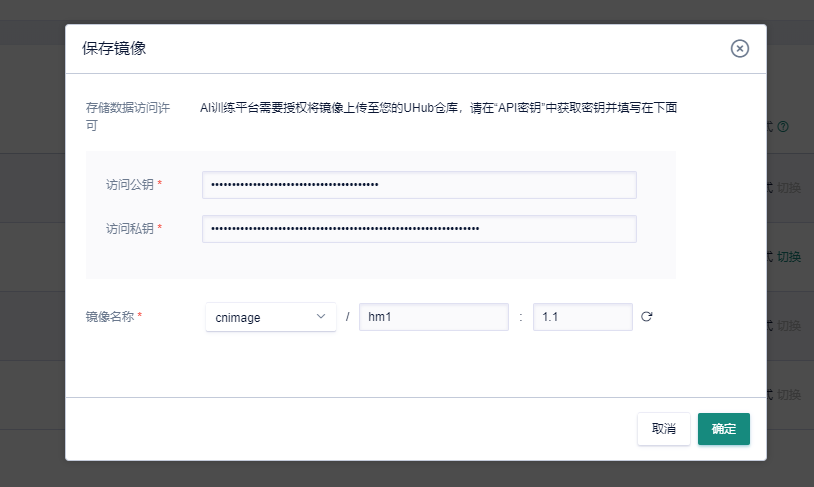 保存镜像
存储数据访问许
可
AI训练平台需要授权将镜像上传至您的UHub仓库，请在“API密钥”中获取密钥并填写在下面
式
访问公钥 *
••••••••••••••••••••••••••••••••••••••••
式 切换
访问私钥 *
••••••••••••••••••••••••••••••••••••••••••••••••••••••••••••••••
式 切换
镜像名称 *
cnimage / hm1 : 1.1
式 切换
式 切换
取消 确定